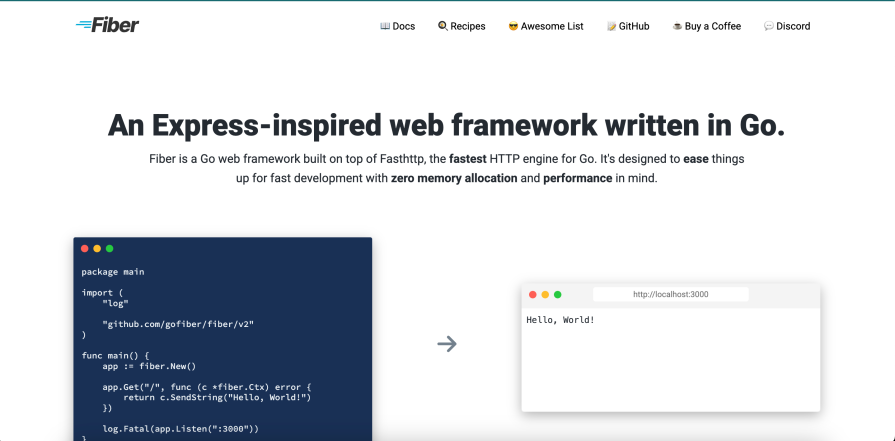 Fiber
📖 Docs
🍳 Recipes
😎 Awesome List
📝 GitHub
☕ Buy a Coffee
💬 Discord
An Express-inspired web framework written in Go.
Fiber is a Go web framework built on top of Fasthttp, the fastest HTTP engine for Go. It's designed to ease things
up for fast development with zero memory allocation and performance in mind.
package main
import (
    "log"
    "github.com/gofiber/fiber/v2"
)
func main() {
    app := fiber.New()
    app.Get("/", func (c *fiber.Ctx) error {
        return c.SendString("Hello, World!")
    })
    log.Fatal(app.Listen(":3000"))
}
http://localhost:3000
Hello, World!